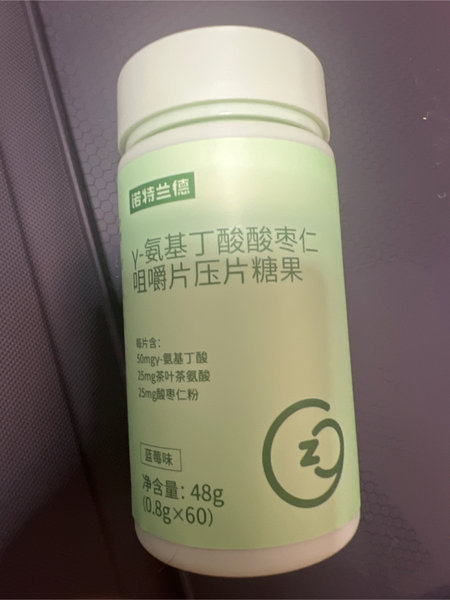 诺特兰德
γ-氨基丁酸酸枣仁
咀嚼片压片糖果
每片含：
50mgγ-氨基丁酸
25mg茶叶茶氨酸
25mg酸枣仁粉
蓝莓味
净含量：48g
(0.8g×60)
z